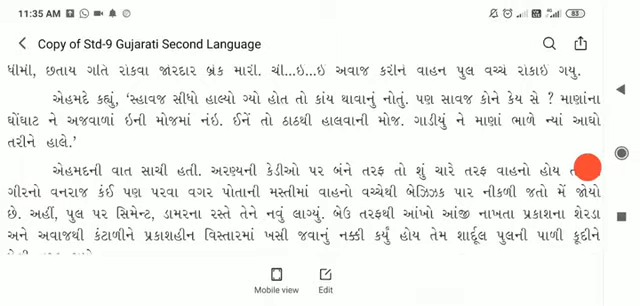 11:35 AM
83
Copy of Std-9 Gujarati Second Language
ધીમી, છતાય ગતિ રોકવા જોરદાર બ્રેક મારી. ચી...ઇ...ઇ અવાજ કરીને વાહન પુલ વચ્ચે રોકાઇ ગયુ.
એહમદે કહ્યું, ‘સ્હાવજ સીધો હાલ્યો ગ્યો હોત તો કાંય થાવાનું નોતું. પણ સાવજ કોને કેય સે ? માણાંના
ઘોંઘાટ ને અજવાળાં ઇની મોજમાં નંઇ. ઈનેં તો ઠાઠથી હાલવાની મોજ. ગાડીયું ને માણાં ભાળે ન્યાં આઘો
તરીને હાલે.’
એહમદની વાત સાચી હતી. અરણ્યની કેડીઓ પર બંને તરફ તો શું ચારે તરફ વાહનો હોય
ગીરનો વનરાજ કંઈ પણ પરવા વગર પોતાની મસ્તીમાં વાહનો વચ્ચેથી બેઝિઝક પાર નીકળી જતો મેં જોયો
છે. અહીં, પુલ પર સિમેન્ટ, ડામરના રસ્તે તેને નવું લાગ્યું. બેઉ તરફથી આંખો આંજી નાખતા પ્રકાશના શેરડા
અને અવાજથી કંટાળીને પ્રકાશહીન વિસ્તારમાં ખસી જવાનું નક્કી કર્યું હોય તેમ શાર્દૂલ પુલની પાળી કૂદીને
Mobile view
Edit